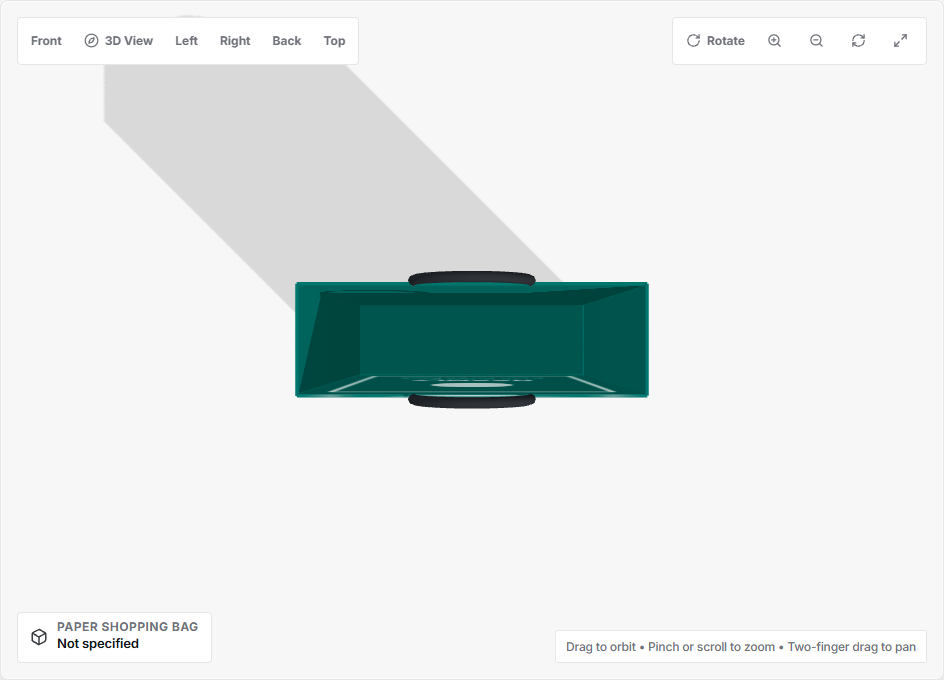 Front
3D View
Left
Right
Back
Top
Rotate
PAPER SHOPPING BAG
Not specified
Drag to orbit • Pinch or scroll to zoom • Two-finger drag to pan